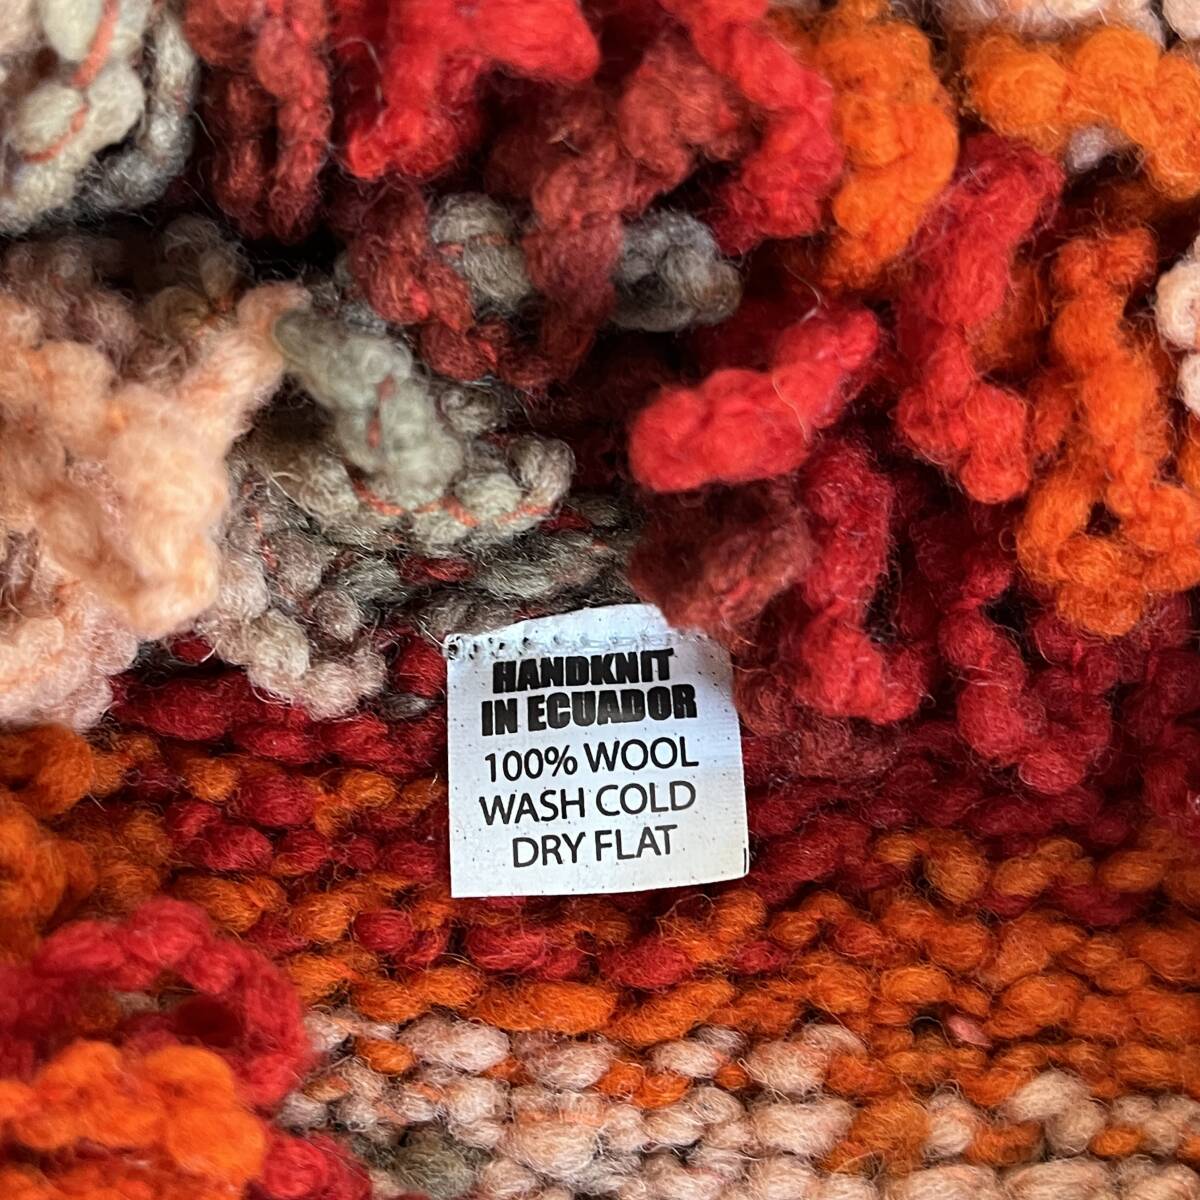 HANDKNIT
IN ECUADOR
100% WOOL
WASH COLD
DRY FLAT